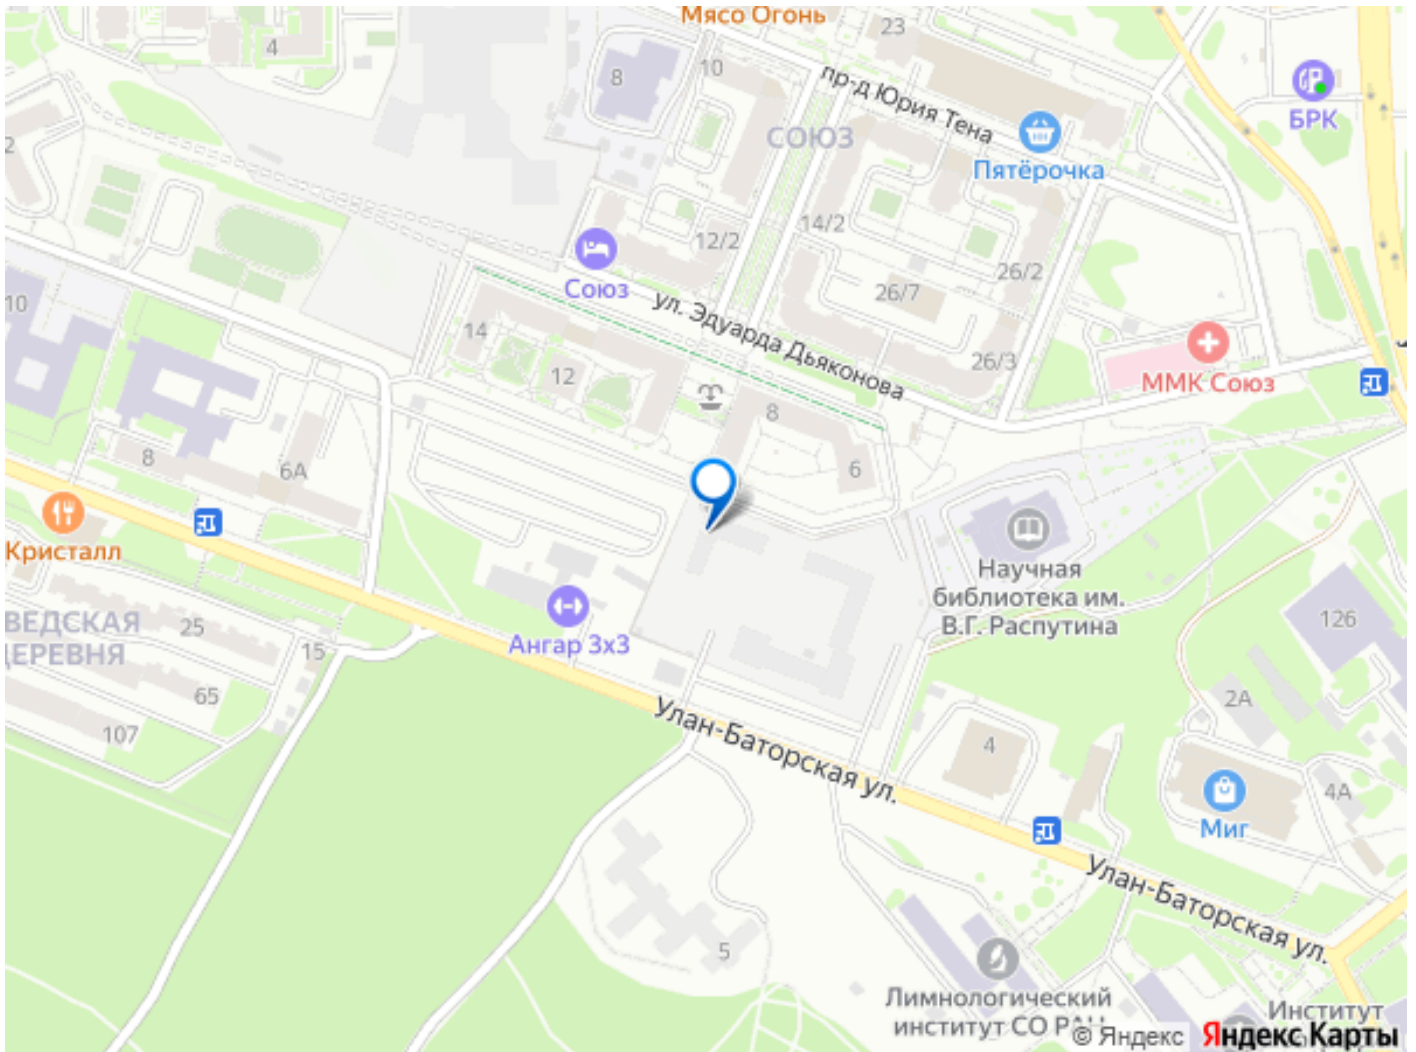 Мясо Огонь
23
4
8
10
пр-д Юрия Тена
БРК
СОЮЗ
Пятёрочка
2
12/2
14/2
Союз
26/2
26/7
ул. Эдуарда Дьяконова
10
14
12
26/3
ММК Союз
8
8
6А
6
Кристалл
Научная
библиотека им.
В.Г. Распутина
ВЕДСКАЯ
ДЕРЕВНЯ
25
15
Ангар 3х3
126
65
107
2А
Улан-Баторская ул.
4
4А
Миг
Улан-Баторская ул.
5
Лимнологический
институт СО РАН
Институт
© Яндекс Яндекс Карты